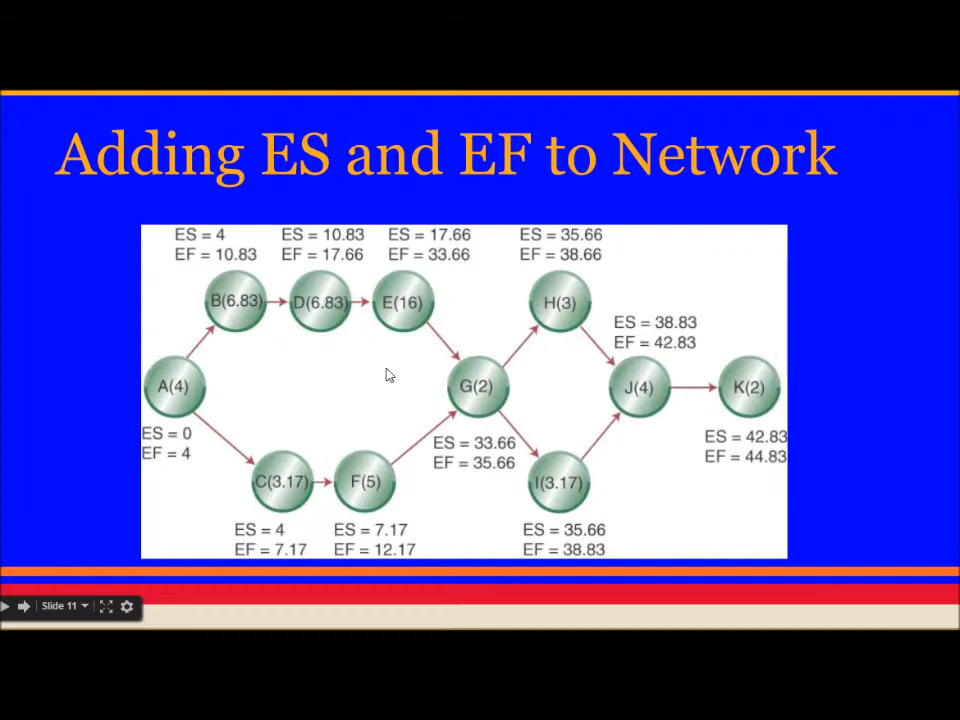 Adding ES and EF to Network
ES = 4
EF = 10.83
ES = 10.83
EF = 17.66
ES = 17.66
EF = 33.66
ES = 35.66
EF = 38.66
B(6.83)
D(6.83)
E(16)
H(3)
ES = 38.83
EF = 42.83
A(4)
G(2)
J(4)
K(2)
ES = 0
EF = 4
ES = 33.66
EF = 35.66
ES = 42.83
EF = 44.83
C(3.17)
F(5)
I(3.17)
ES = 4
EF = 7.17
ES = 7.17
EF = 12.17
ES = 35.66
EF = 38.83
Slide 11